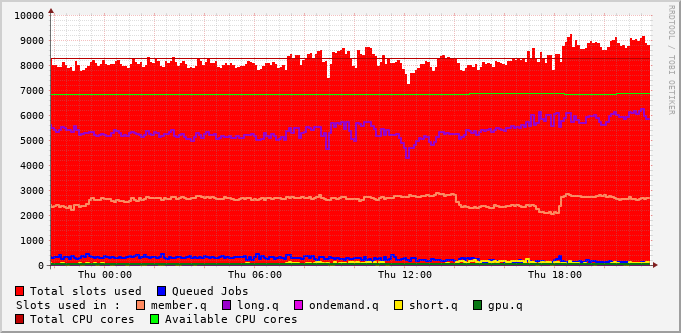 10000
9000
8000
7000
6000
5000
4000
3000
2000
1000
0
Thu 00:00 Thu 06:00 Thu 12:00 Thu 18:00
RRDTOOL / TOBI OETIKER
Total slots used Queued Jobs
Slots used in : member.q long.q ondemand.q short.q gpu.q
Total CPU cores Available CPU cores